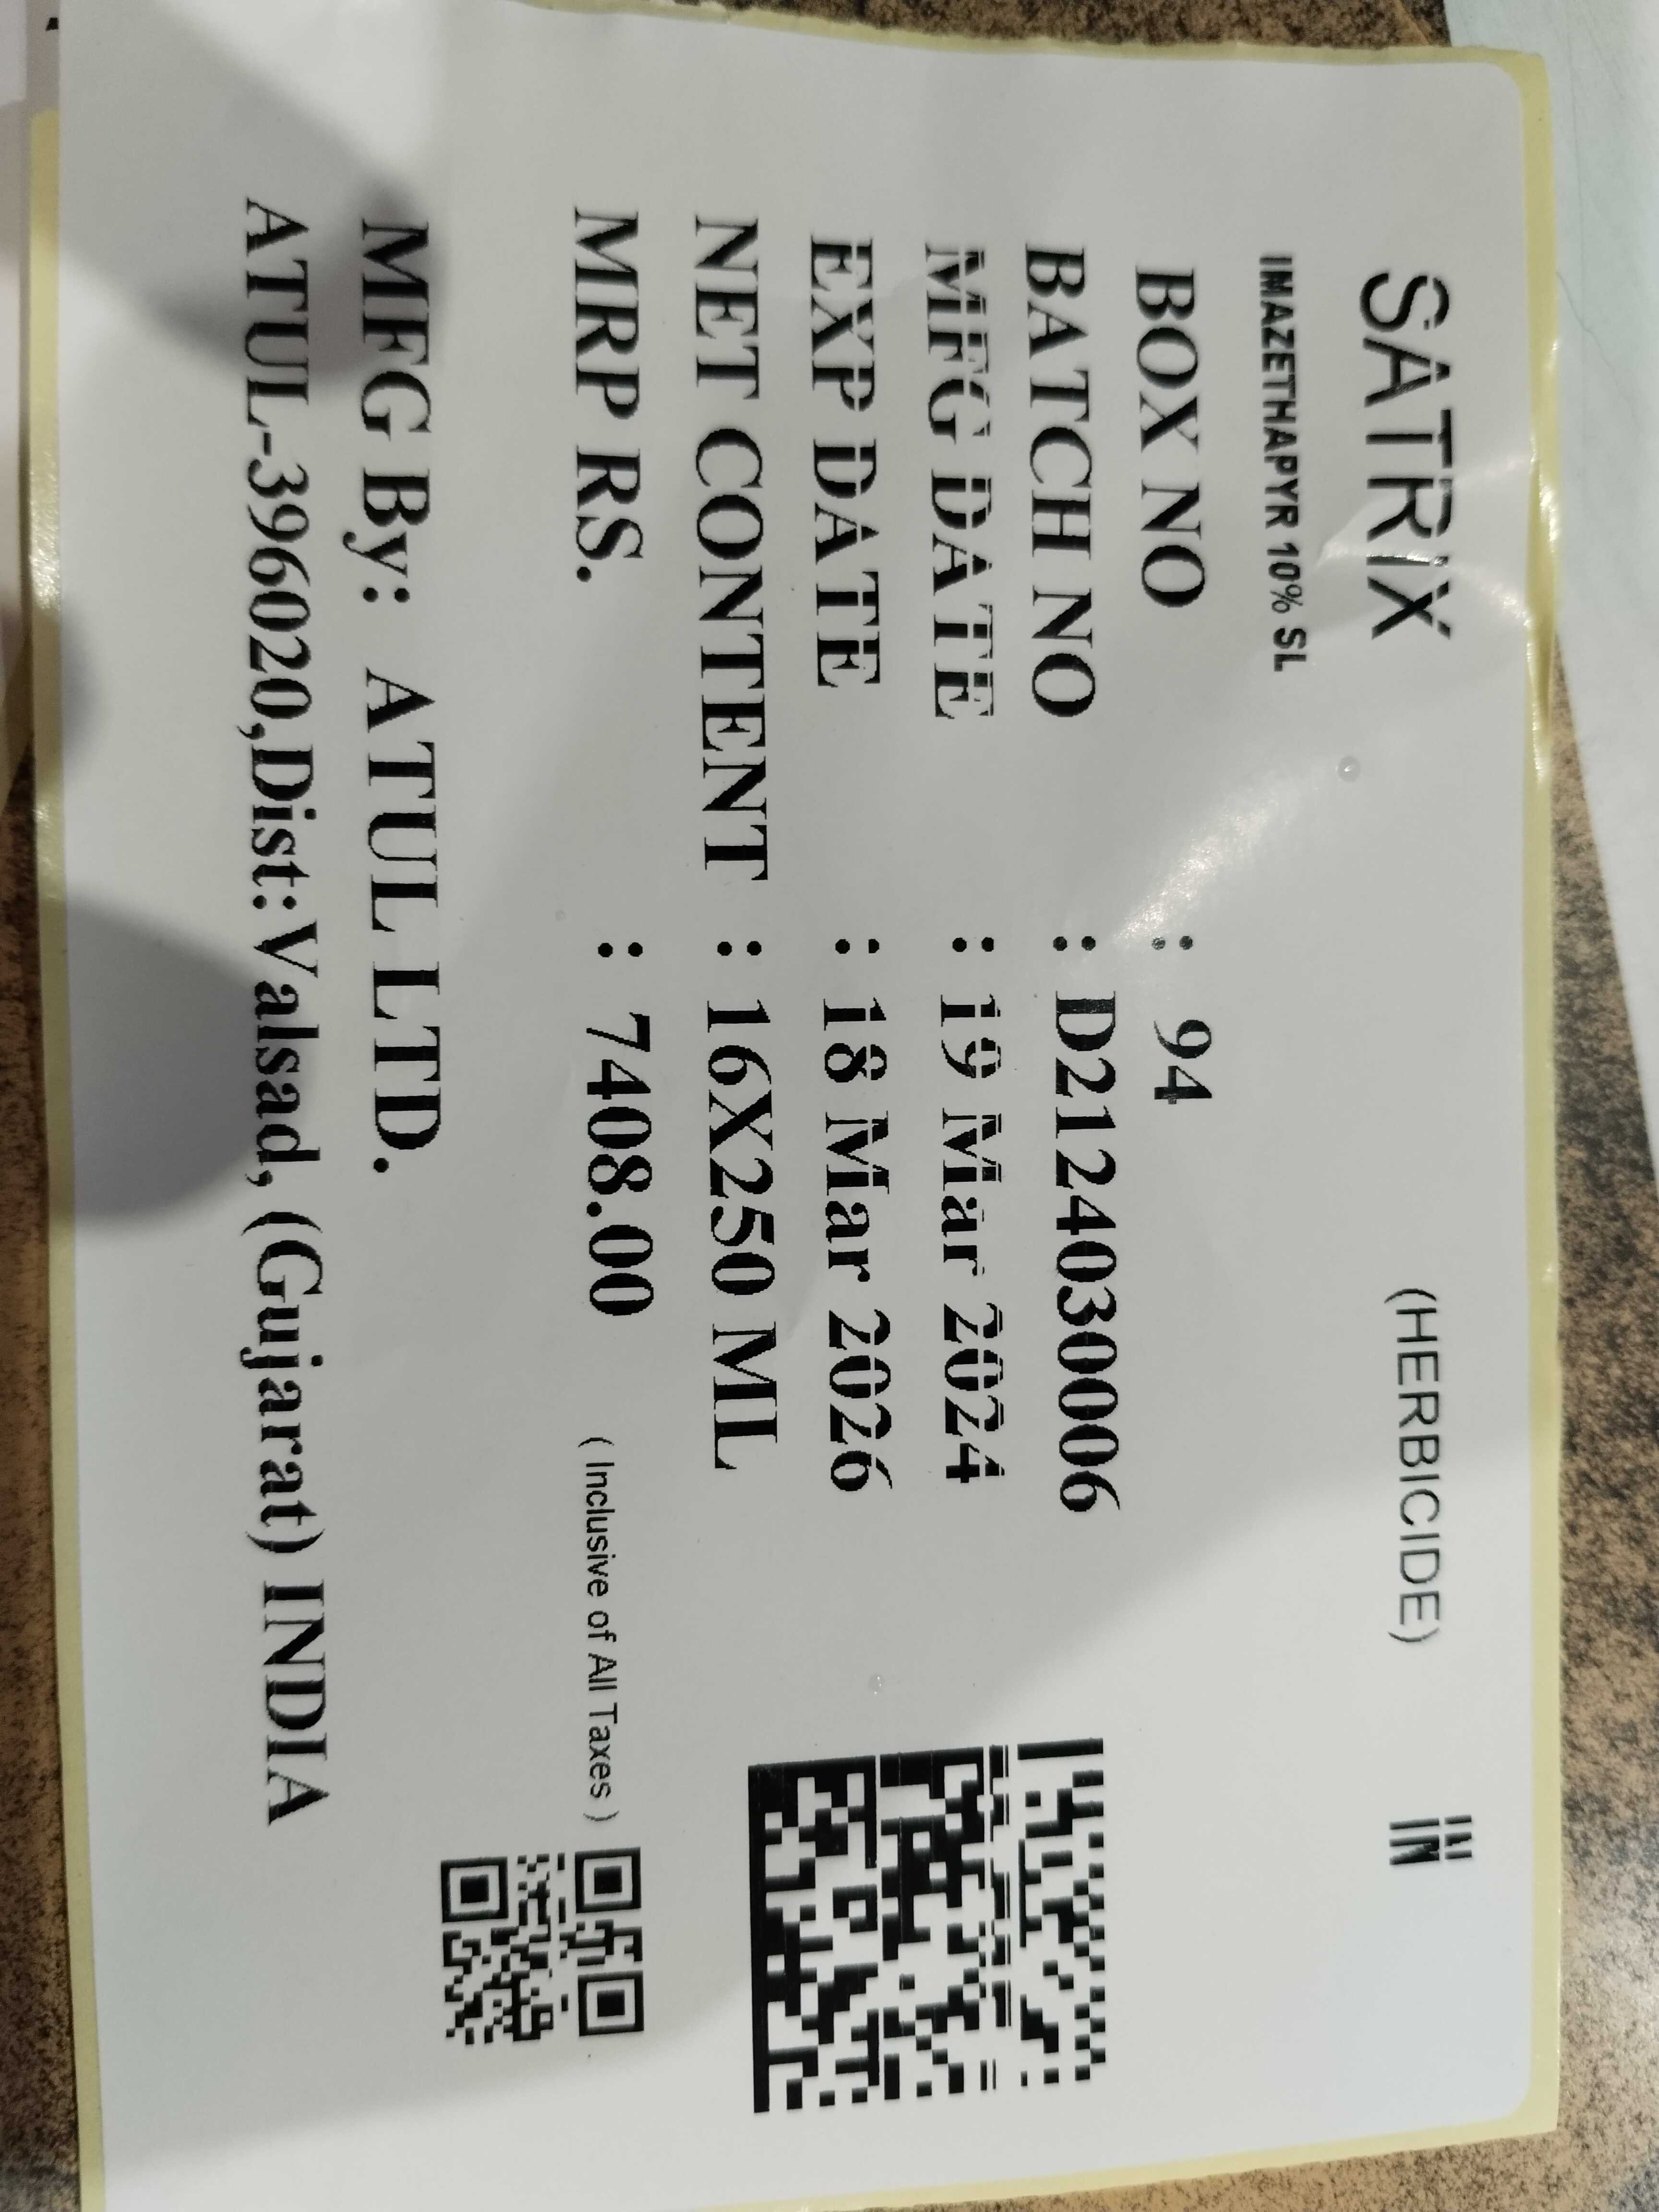 SATRIX (HERBICIDE) IN
IMAZETHAPYR 10% SL
BOX NO : 94
BATCH NO : D2124030006
MFG DATE : 19 Mar 2024
EXP DATE : 18 Mar 2026
NET CONTENT : 16X250 ML
MRP RS. : 7408.00 ( Inclusive of All Taxes )
MFG By: ATUL LTD.
ATUL-396020,Dist:Valsad, (Gujarat) INDIA